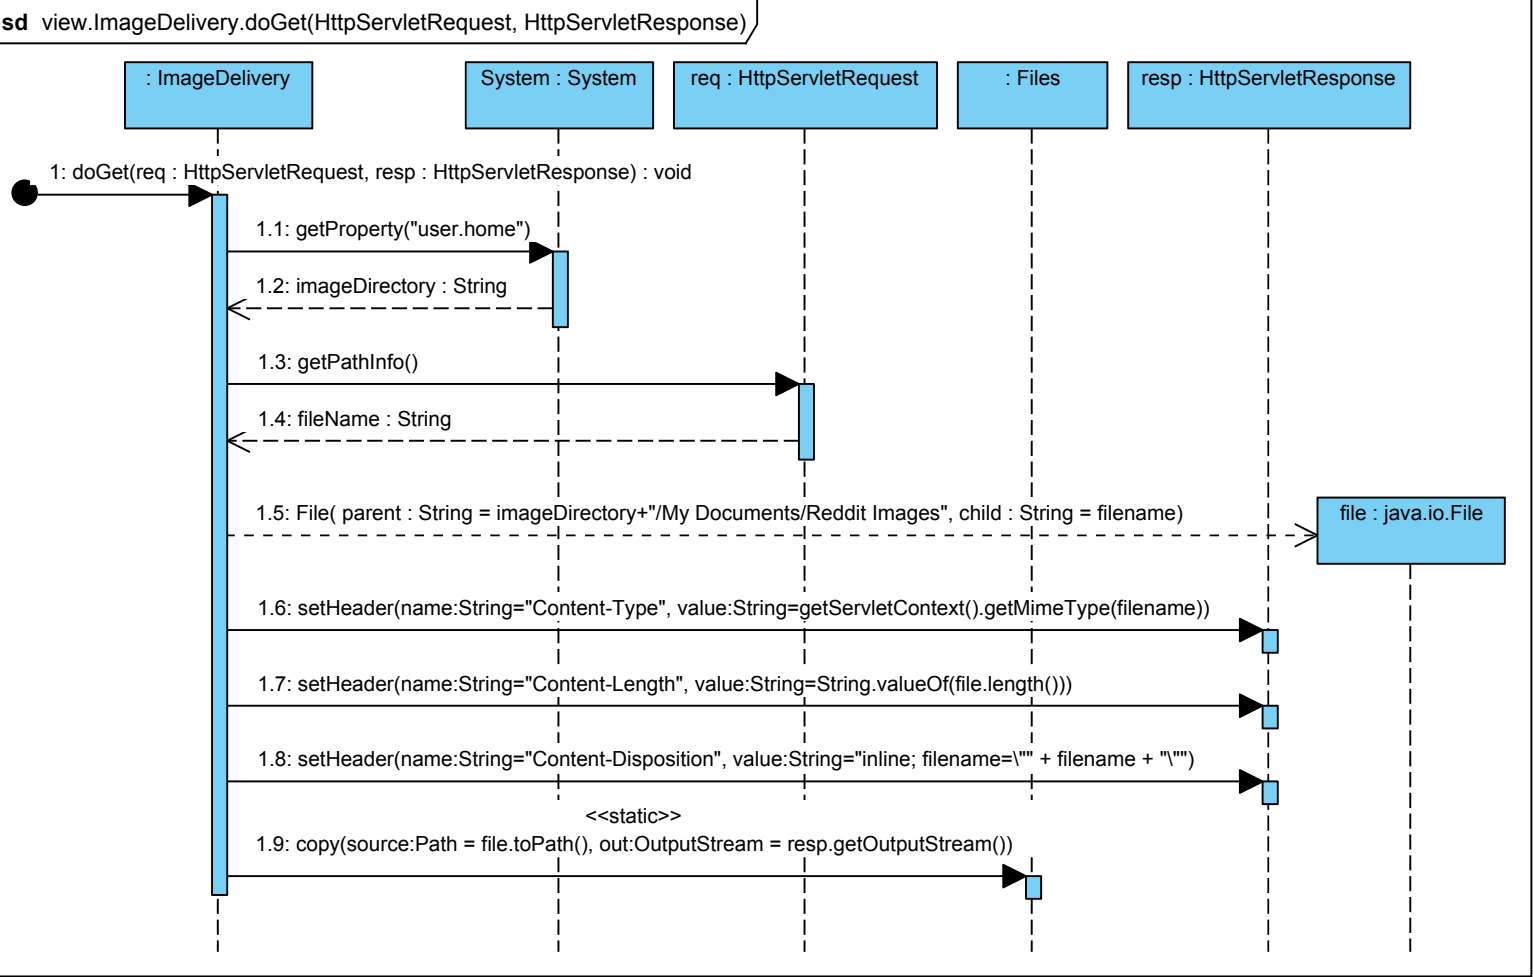 sd view.ImageDelivery.doGet(HttpServletRequest, HttpServletResponse)
: ImageDelivery
System : System
req : HttpServletRequest
: Files
resp : HttpServletResponse
1: doGet(req : HttpServletRequest, resp : HttpServletResponse) : void
1.1: getProperty("user.home")
1.2: imageDirectory : String
1.3: getPathInfo()
1.4: fileName : String
1.5: File( parent : String = imageDirectory+"/My Documents/Reddit Images", child : String = filename)
file : java.io.File
1.6: setHeader(name:String="Content-Type", value:String=getServletContext().getMimeType(filename))
1.7: setHeader(name:String="Content-Length", value:String=String.valueOf(file.length()))
1.8: setHeader(name:String="Content-Disposition", value:String="inline; filename=\"" + filename + "\"")
<<static>>
1.9: copy(source:Path = file.toPath(), out:OutputStream = resp.getOutputStream())